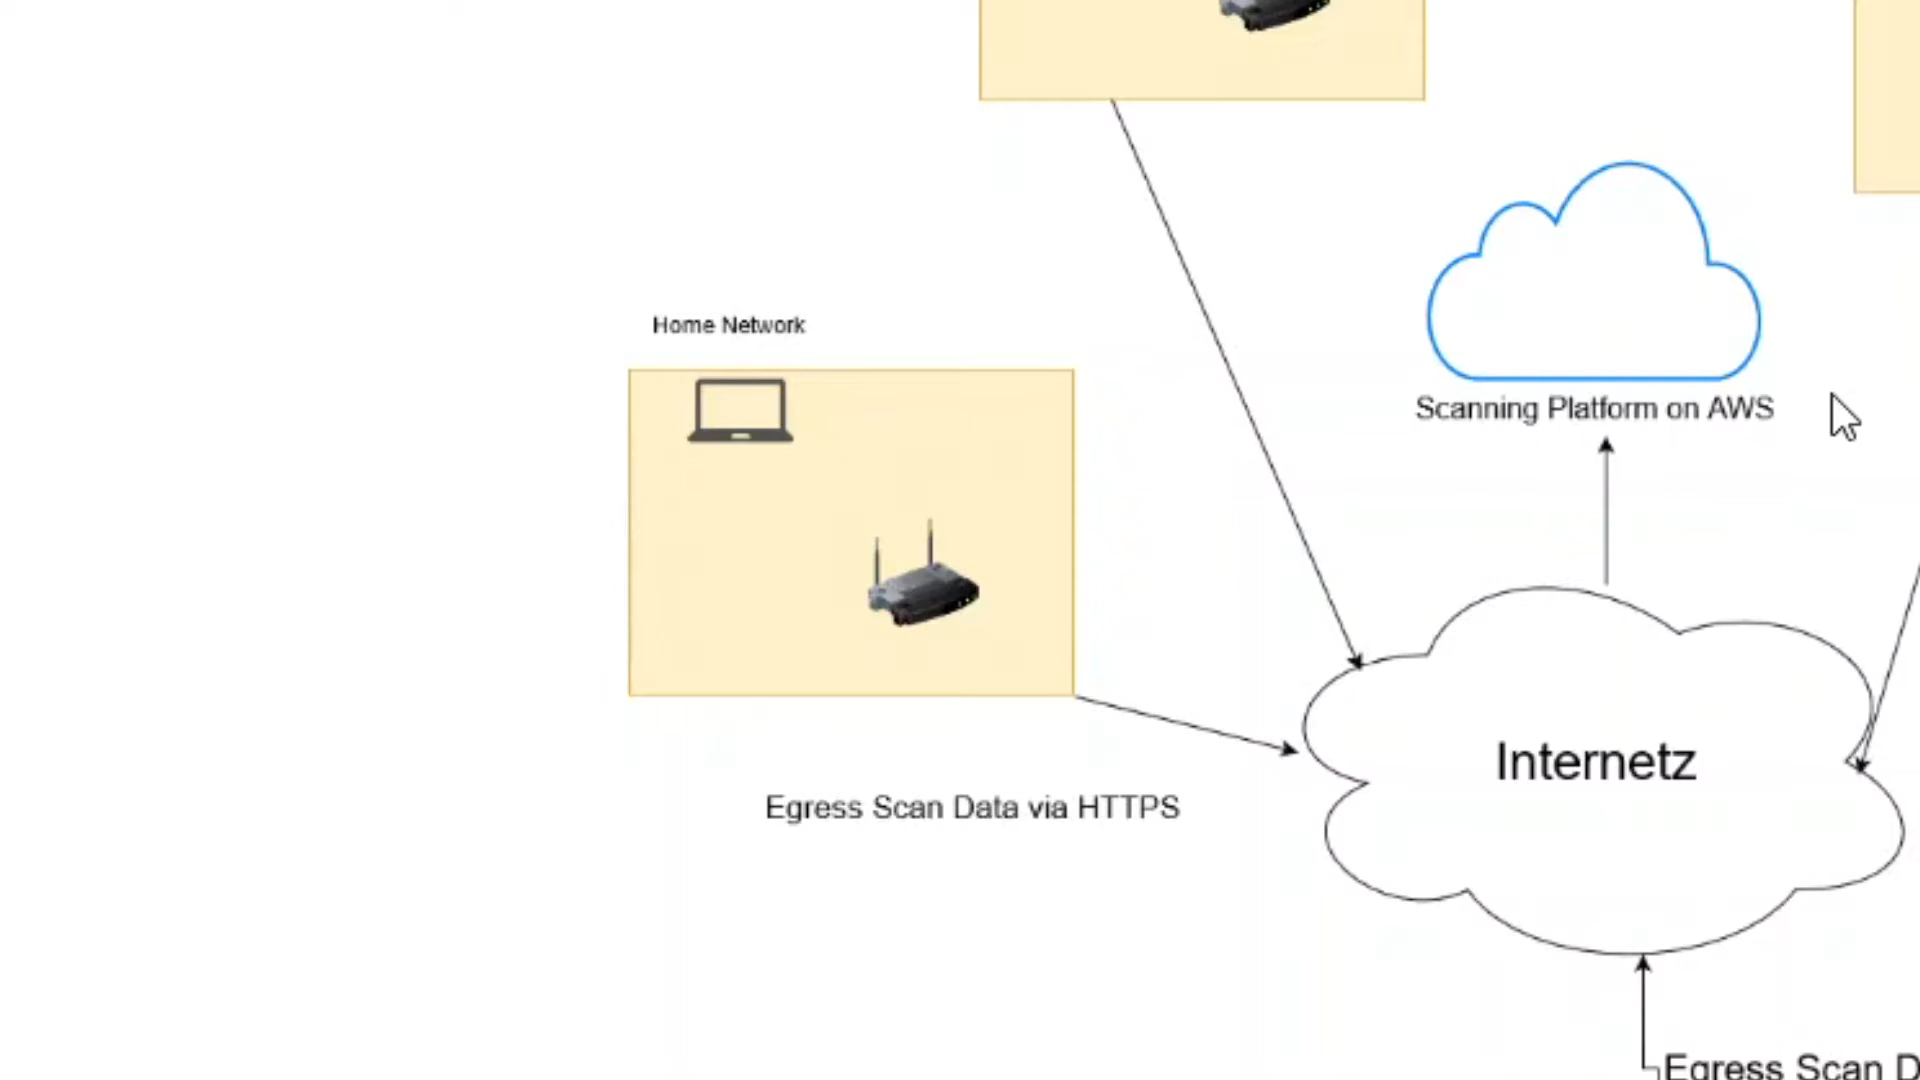 Home Network
Scanning Platform on AWS
Internetz
Egress Scan Data via HTTPS
Egress Scan